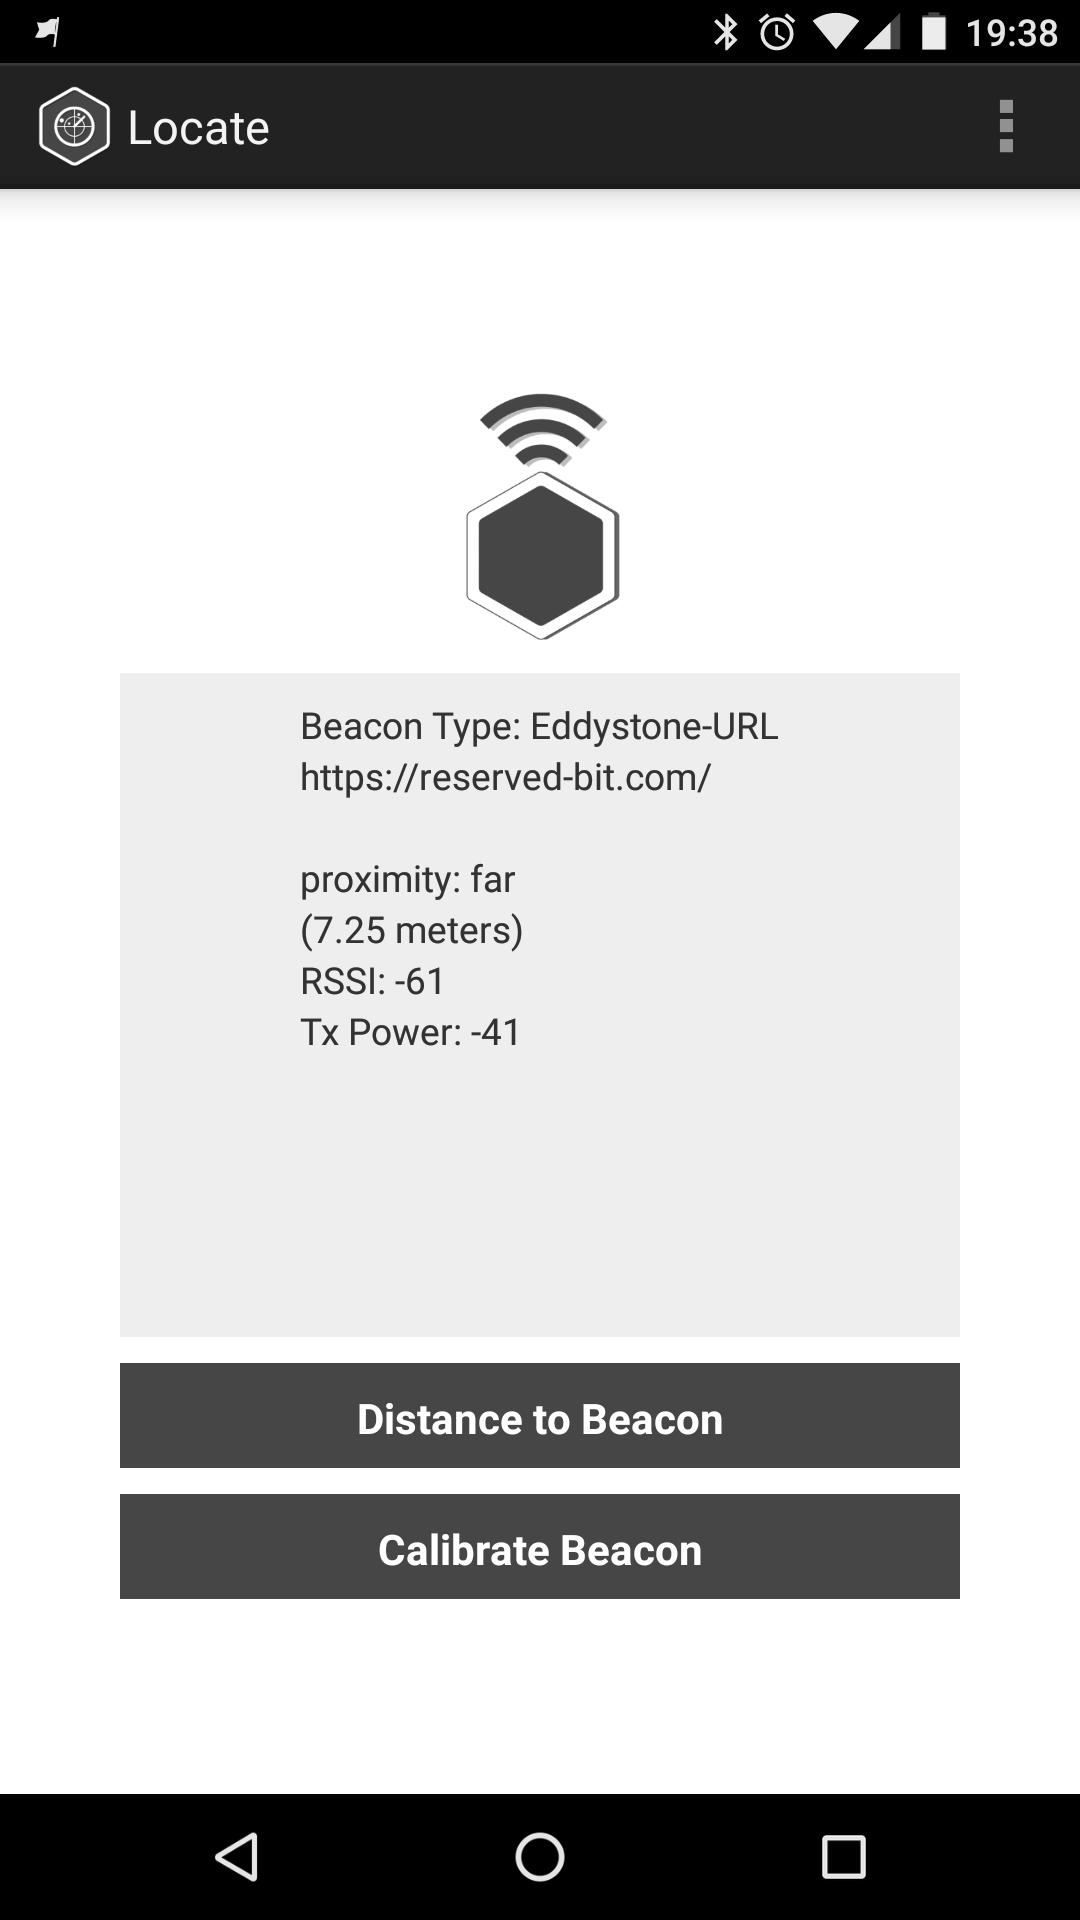 19:38
Locate
Beacon Type: Eddystone-URL
https://reserved-bit.com/
proximity: far
(7.25 meters)
RSSI: -61
Tx Power: -41
Distance to Beacon
Calibrate Beacon